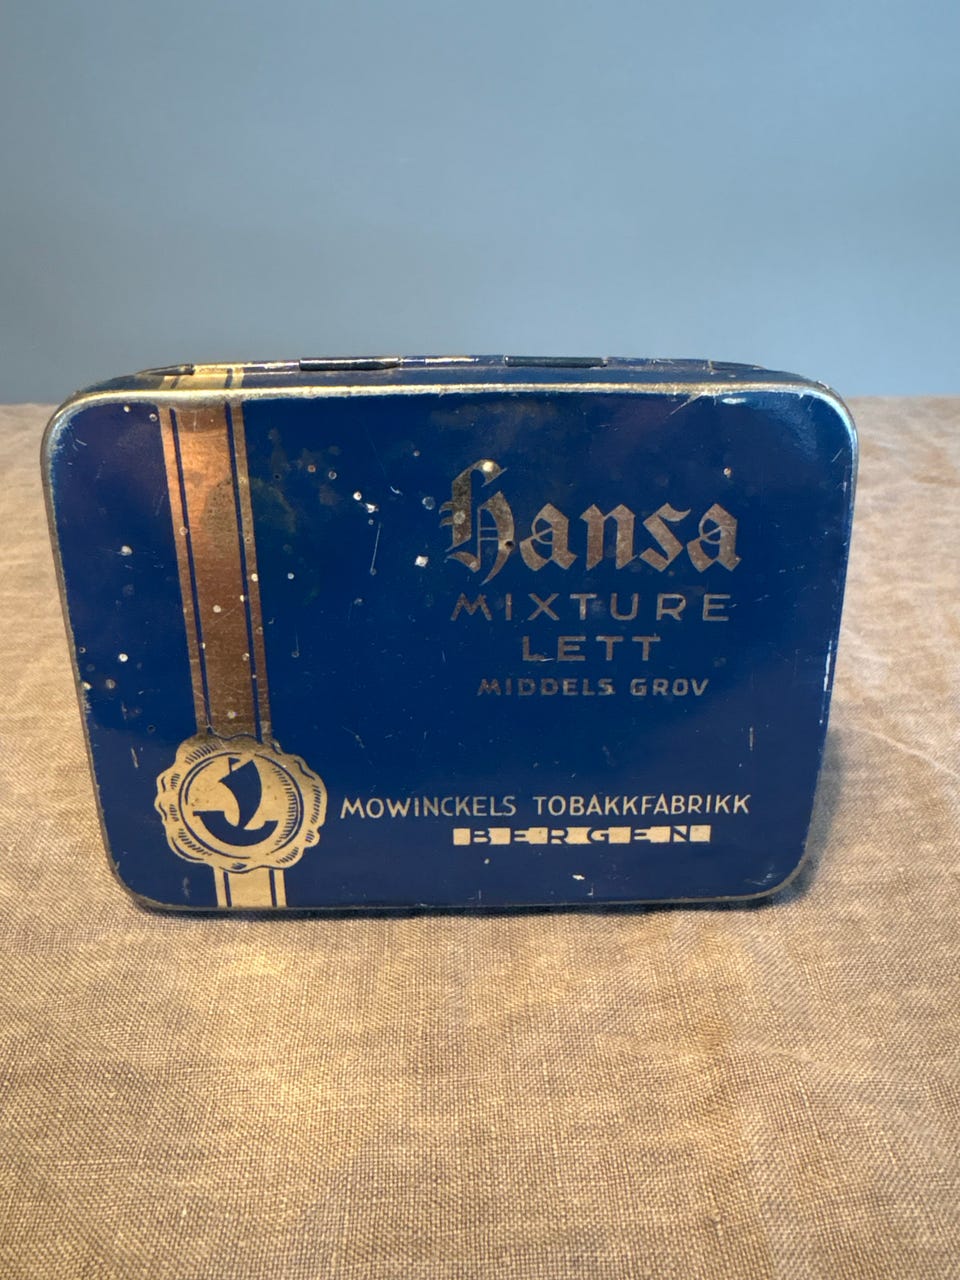 Hansa
MIXTURE
LETT
MIDDELS GROV
MOWINCKELS TOBAKKFABRIKK
BERGEN